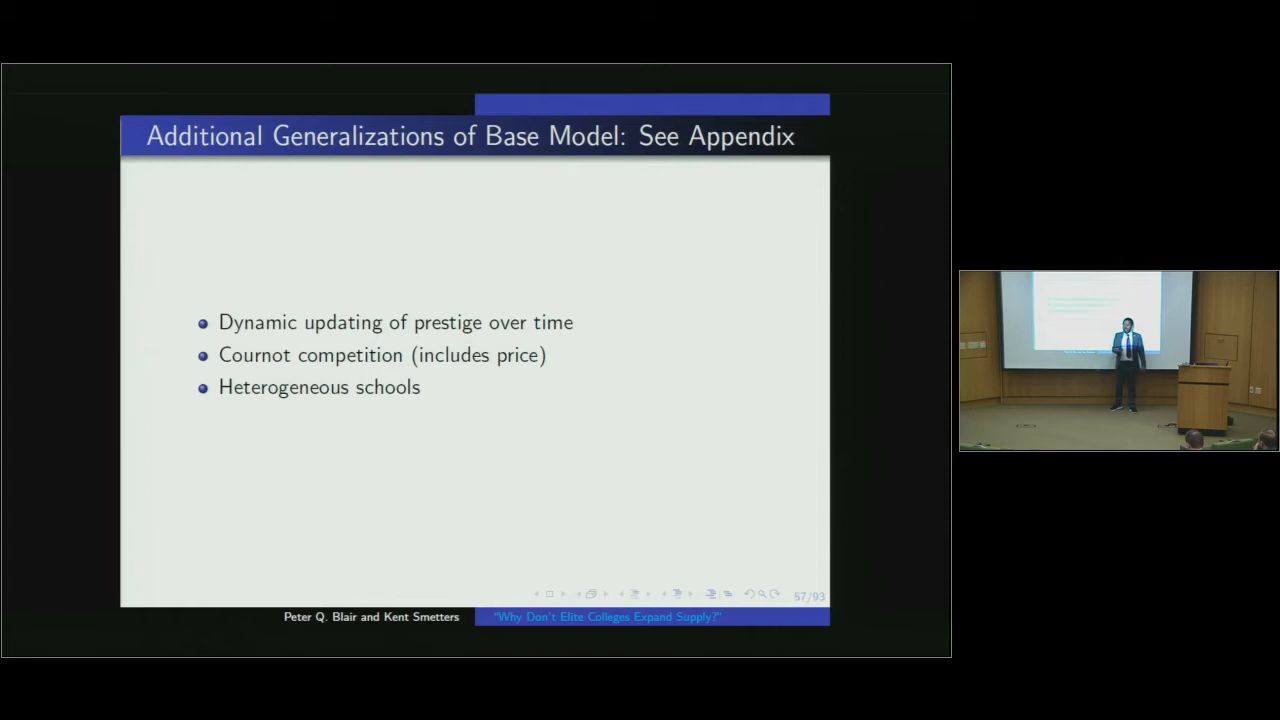 Additional Generalizations of Base Model: See Appendix
Dynamic updating of prestige over time
Cournot competition (includes price)
Heterogeneous schools
57/93
Peter Q. Blair and Kent Smetters
"Why Don't Elite Colleges Expand Supply?"